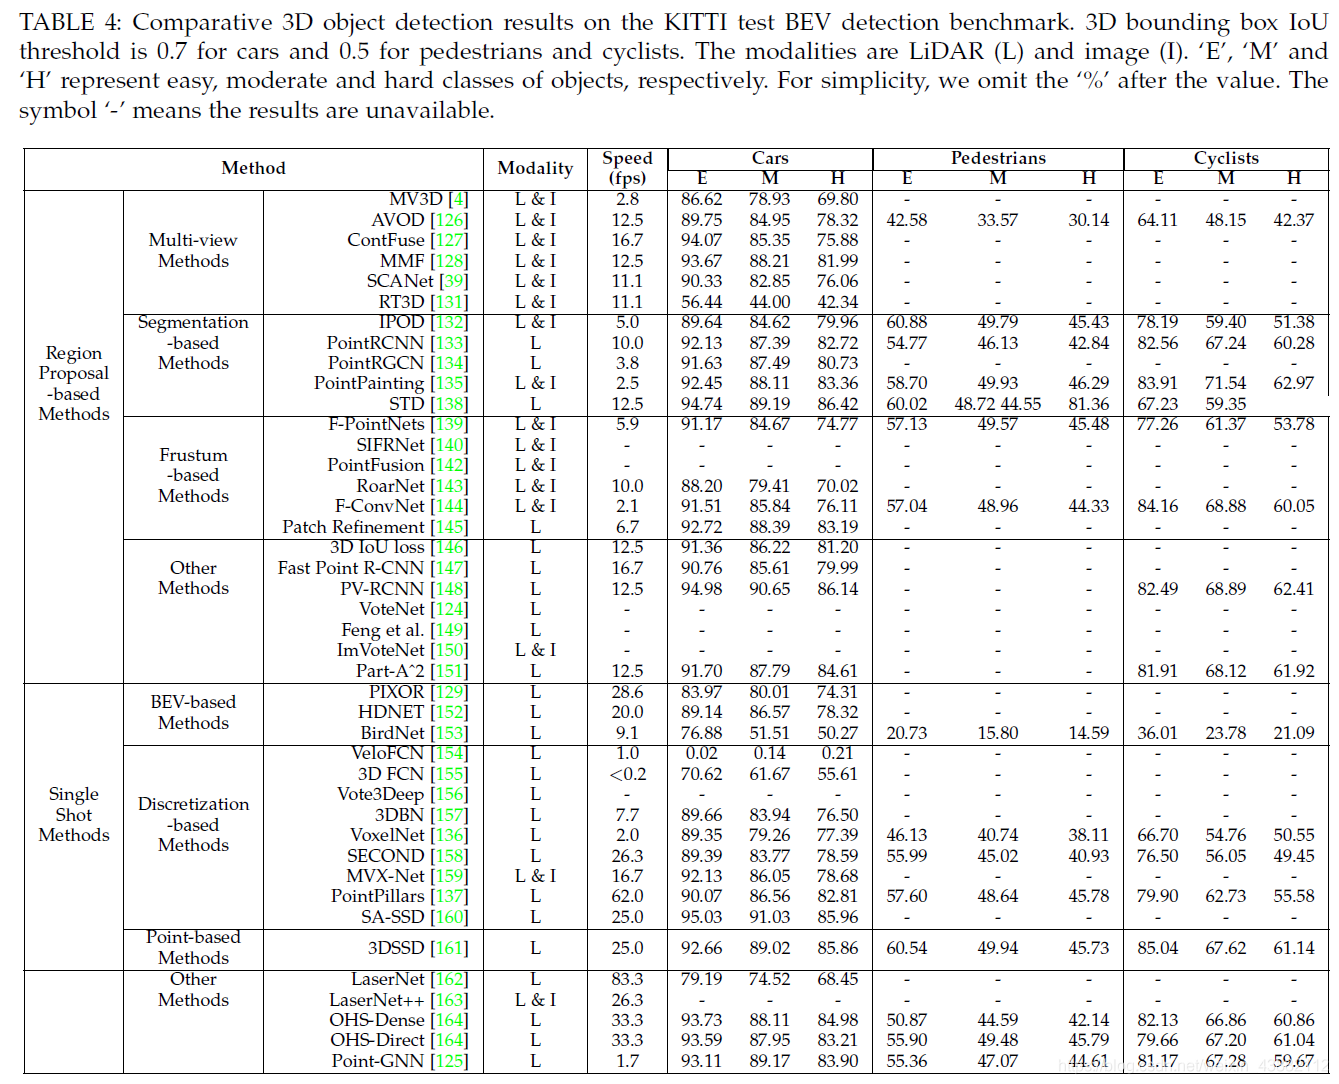 TABLE 4: Comparative 3D object detection results on the KITTI test BEV detection benchmark. 3D bounding box IoU
threshold is 0.7 for cars and 0.5 for pedestrians and cyclists. The modalities are LiDAR (L) and image (I). ‘E’, ‘M’ and
‘H’ represent easy, moderate and hard classes of objects, respectively. For simplicity, we omit the ‘%’ after the value. The
symbol ‘-’ means the results are unavailable.
Method Modality Speed (fps) Cars Pedestrians Cyclists
E M H E M H E M H
Region Proposal -based Methods
Multi-view Methods
MV3D [4] L & I 2.8 86.62 78.93 69.80 - - - - - -
AVOD [126] L & I 12.5 89.75 84.95 78.32 42.58 33.57 30.14 64.11 48.15 42.37
ContFuse [127] L & I 16.7 94.07 85.35 75.88 - - - - - -
MMF [128] L & I 12.5 93.67 88.21 81.99 - - - - - -
SCANet [39] L & I 11.1 90.33 82.85 76.06 - - - - - -
RT3D [131] L & I 11.1 56.44 44.00 42.34 - - - - - -
Segmentation -based Methods
IPOD [132] L & I 5.0 89.64 84.62 79.96 60.88 49.79 45.43 78.19 59.40 51.38
PointRCNN [133] L 10.0 92.13 87.39 82.72 54.77 46.13 42.84 82.56 67.24 60.28
PointRGCN [134] L 3.8 91.63 87.49 80.73 - - - - - -
PointPainting [135] L & I 2.5 92.45 88.11 83.36 58.70 49.93 46.29 83.91 71.54 62.97
STD [138] L 12.5 94.74 89.19 86.42 60.02 48.72 44.55 81.36 67.23 59.35
Frustum -based Methods
F-PointNets [139] L & I 5.9 91.17 84.67 74.77 57.13 49.57 45.48 77.26 61.37 53.78
SIFRNet [140] L & I - - - - - - - - - -
PointFusion [142] L & I - - - - - - - - - -
RoarNet [143] L & I 10.0 88.20 79.41 70.02 - - - - - -
F-ConvNet [144] L & I 2.1 91.51 85.84 76.11 57.04 48.96 44.33 84.16 68.88 60.05
Patch Refinement [145] L 6.7 92.72 88.39 83.19 - - - - - -
Other Methods
3D IoU loss [146] L 12.5 91.36 86.22 81.20 - - - - - -
Fast Point R-CNN [147] L 16.7 90.76 85.61 79.99 - - - - - -
PV-RCNN [148] L 12.5 94.98 90.65 86.14 - - - 82.49 68.89 62.41
VoteNet [124] L - - - - - - - - - -
Feng et al. [149] L - - - - - - - - - -
ImVoteNet [150] L & I - - - - - - - - - -
Part-A^2 [151] L 12.5 91.70 87.79 84.61 - - - 81.91 68.12 61.92
Single Shot Methods
BEV-based Methods
PIXOR [129] L 28.6 83.97 80.01 74.31 - - - - - -
HDNET [152] L 20.0 89.14 86.57 78.32 - - - - - -
BirdNet [153] L 9.1 76.88 51.51 50.27 20.73 15.80 14.59 36.01 23.78 21.09
Discretization -based Methods
VeloFCN [154] L 1.0 0.02 0.14 0.21 - - - - - -
3D FCN [155] L <0.2 70.62 61.67 55.61 - - - - - -
Vote3Deep [156] L - - - - - - - - - -
3DBN [157] L 7.7 89.66 83.94 76.50 - - - - - -
VoxelNet [136] L 2.0 89.35 79.26 77.39 46.13 40.74 38.11 66.70 54.76 50.55
SECOND [158] L 26.3 89.39 83.77 78.59 55.99 45.02 40.93 76.50 56.05 49.45
MVX-Net [159] L & I 16.7 92.13 86.05 78.68 - - - - - -
PointPillars [137] L 62.0 90.07 86.56 82.81 57.60 48.64 45.78 79.90 62.73 55.58
SA-SSD [160] L 25.0 95.03 91.03 85.96 - - - - - -
Point-based Methods
3DSSD [161] L 25.0 92.66 89.02 85.86 60.54 49.94 45.73 85.04 67.62 61.14
Other Methods
LaserNet [162] L 83.3 79.19 74.52 68.45 - - - - - -
LaserNet++ [163] L & I 26.3 - - - - - - - - -
OHS-Dense [164] L 33.3 93.73 88.11 84.98 50.87 44.59 42.14 82.13 66.86 60.86
OHS-Direct [164] L 33.3 93.59 87.95 83.21 55.90 49.48 45.79 79.66 67.20 61.04
Point-GNN [125] L 1.7 93.11 89.17 83.90 55.36 47.07 44.61 81.17 67.28 59.67